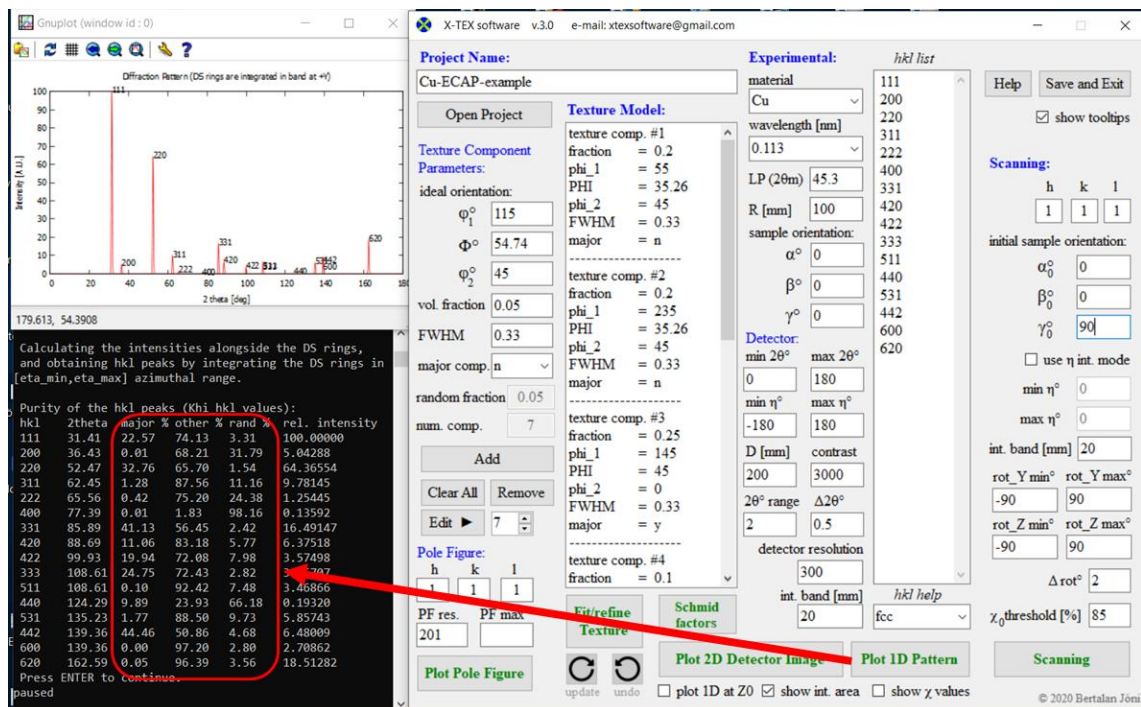 Gnuplot (window id : 0)
Diffraction Pattern (DS rings are integrated in band at +Y)
Intensity [A.U.]
100
90
80
70
60
50
40
30
20
10
0
111
220
200
311
222
400
331
420
422
440
620
0 20 40 60 80 100 120 140 160 180
2 theta [deg]
179.613, 54.3908
Calculating the intensities alongside the DS rings,
and obtaining hkl peaks by integrating the DS rings in
[eta_min,eta_max] azimuthal range.
Purity of the hkl peaks (Khi hkl values):
hkl 2theta major % other % rand % rel. intensity
111 31.41 22.57 74.13 3.31 100.00000
200 36.43 0.01 68.21 31.79 5.04288
220 52.47 32.76 65.70 1.54 64.36554
311 62.45 1.28 87.56 11.16 9.78145
222 65.56 0.42 75.20 24.38 1.25445
400 77.39 0.01 1.83 98.16 0.13592
331 85.89 41.13 56.45 2.42 16.49147
420 88.69 11.06 83.18 5.77 6.37518
422 99.93 19.94 72.08 7.98 3.57498
333 108.61 24.75 72.43 2.82
511 108.61 0.10 92.42 7.48 3.46866
440 124.29 9.89 23.93 66.18 0.19320
531 135.23 1.77 88.50 9.73 5.85743
442 139.36 44.46 50.86 4.68 6.48009
600 139.36 0.00 97.20 2.80 2.70862
620 162.59 0.05 96.39 3.56 18.51282
Press ENTER to continue.
paused
X-TEX software v.3.0 e-mail: xtexsoftware@gmail.com
Project Name:
Cu-ECAP-example
Open Project
Texture Component
Parameters:
ideal orientation:
φ1° 115
Φ° 54.74
φ2° 45
vol. fraction 0.05
FWHM 0.33
major comp. n
random fraction 0.05
num. comp. 7
Add
Clear All Remove
Edit ► 7
Pole Figure:
h k l
1 1 1
PF res. PF max
201
Plot Pole Figure
Texture Model:
texture comp. #1
fraction = 0.2
phi_1 = 55
PHI = 35.26
phi_2 = 45
FWHM = 0.33
major = n
--------------------
texture comp. #2
fraction = 0.2
phi_1 = 235
PHI = 35.26
phi_2 = 45
FWHM = 0.33
major = n
--------------------
texture comp. #3
fraction = 0.25
phi_1 = 145
PHI = 45
phi_2 = 0
FWHM = 0.33
major = y
--------------------
texture comp. #4
fraction = 0.1
Fit/refine
Texture
Schmid
factors
update undo
Experimental:
material
Cu
wavelength [nm]
0.113
LP (2θm) 45.3
R [mm] 100
sample orientation:
α° 0
β° 0
γ° 0
Detector:
min 2θ° max 2θ°
0 180
min η° max η°
-180 180
D [mm] contrast
200 3000
2θ° range Δ2θ°
2 0.5
detector resolution
300
int. band [mm]
20
Plot 2D Detector Image
Plot 1D Pattern
plot 1D at Z0 show int. area show χ values
hkl list
111
200
220
311
222
400
331
420
422
333
511
440
531
442
600
620
hkl help
fcc
Help Save and Exit
show tooltips
Scanning:
h k l
1 1 1
initial sample orientation:
α0° 0
β0° 0
γ0° 90
use η int. mode
min η° 0
max η° 0
int. band [mm] 20
rot_Y min° rot_Y max°
-90 90
rot_Z min° rot_Z max°
-90 90
Δ rot° 2
χ0threshold [%] 85
Scanning
© 2020 Bertalan Jóni